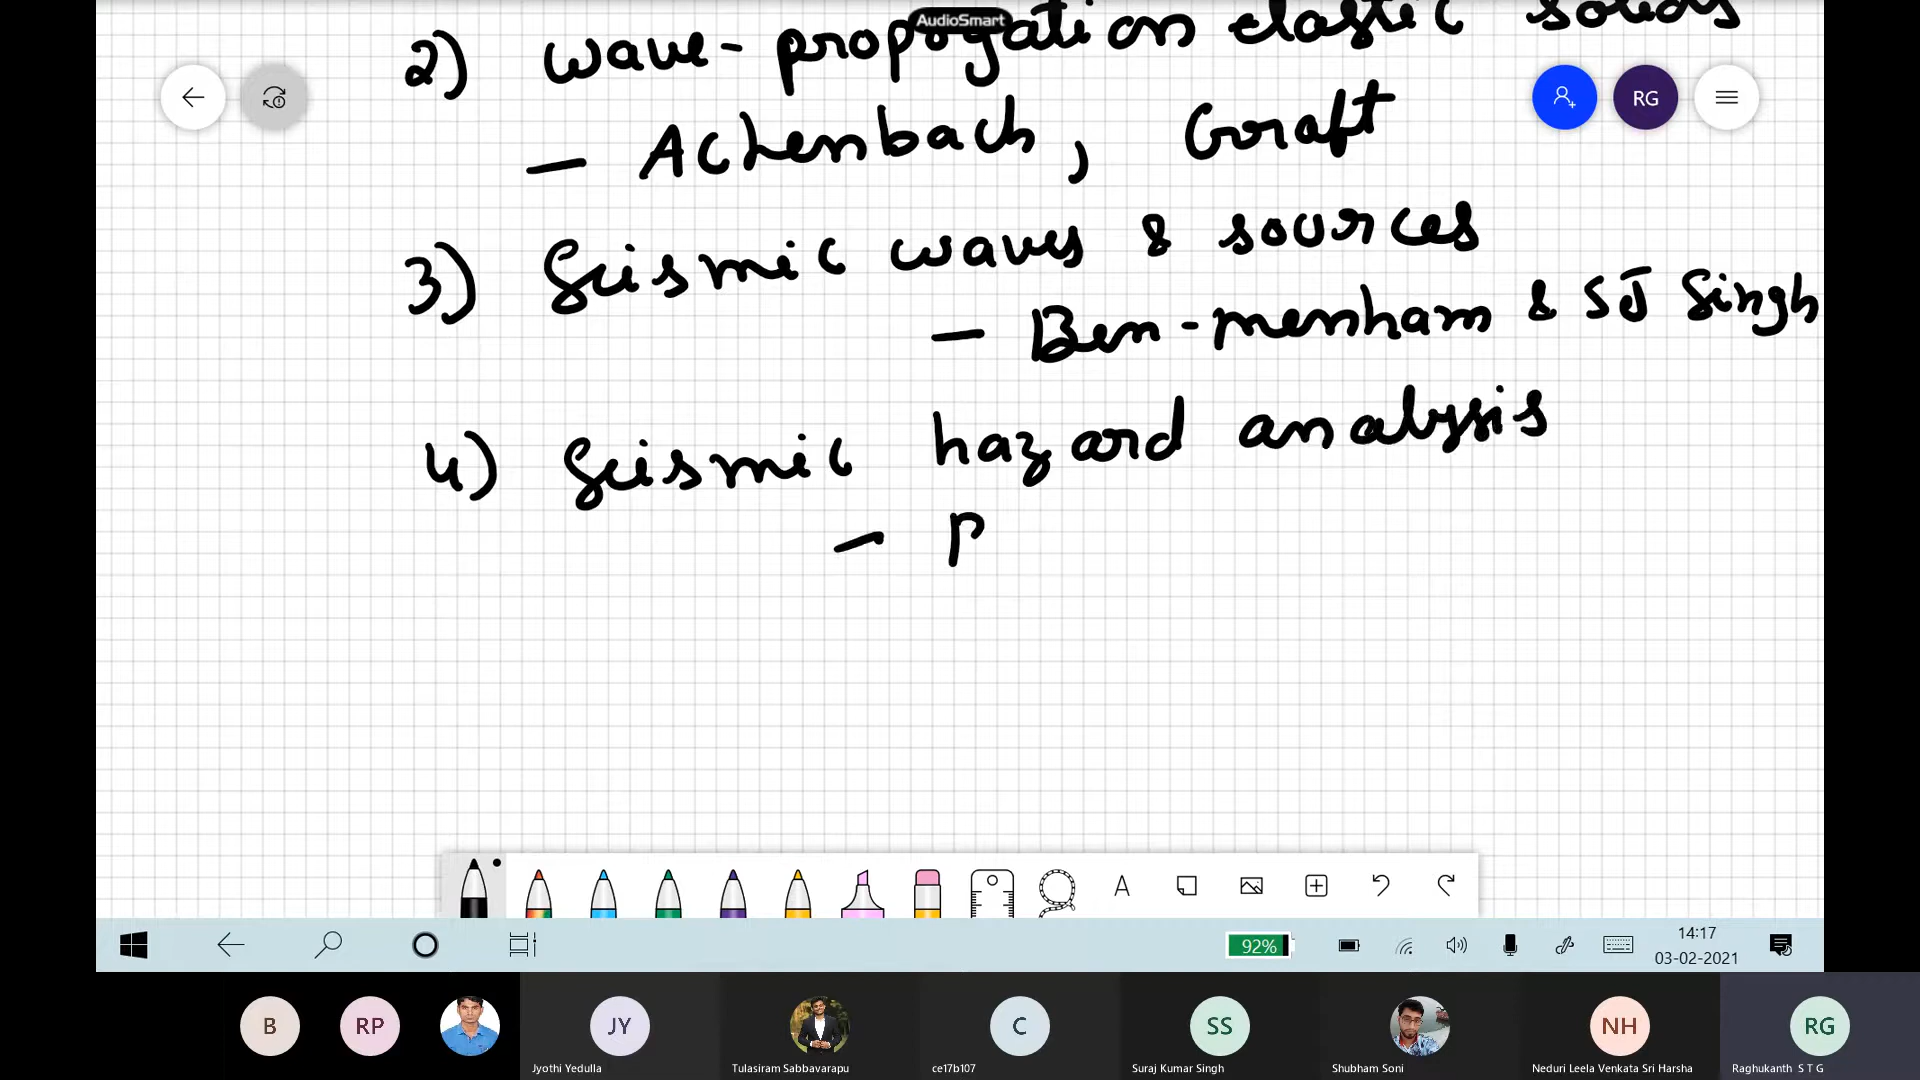 AudioSmart
2) wave-propogation elastic solids
RG
- Achenbach, Graft
3) Seismic waves & sources
- Ben-menham & SJ Singh
4) Seismic hazard analysis
- P
92%
14:17
03-02-2021
B RP JY C SS NH RG
Jyothi Yedulla Tulasiram Sabbavarapu ce17b107 Suraj Kumar Singh Shubham Soni Neduri Leela Venkata Sri Harsha Raghukanth S T G